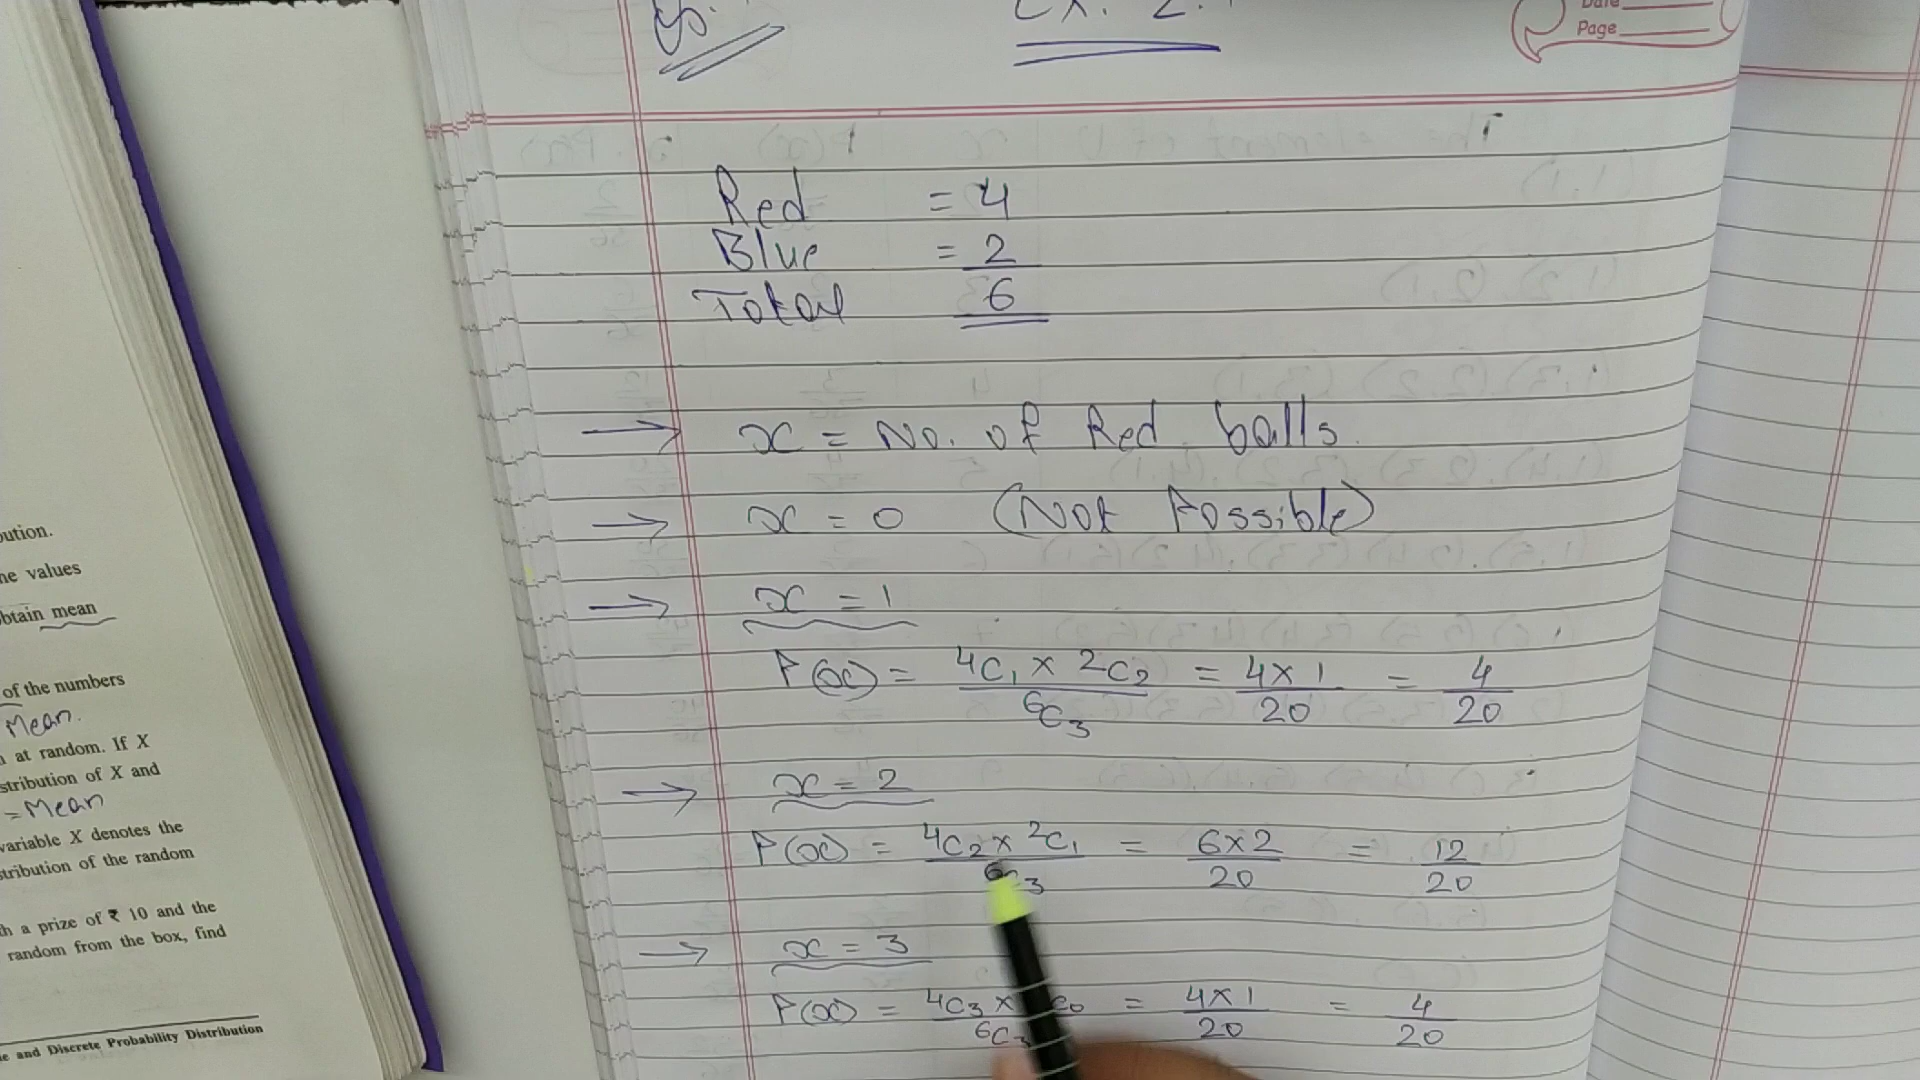 Ex. 2.
Date
Page
Red = 4
Blue = 2
Total 6
→ x = No. of Red balls
→ x = 0 (Not Possible)
→ x = 1
P(x) = 4C1 x 2C2 / 6C3 = 4x1 / 20 = 4 / 20
→ x = 2
P(x) = 4C2 x 2C1 / 6C3 = 6x2 / 20 = 12 / 20
→ x = 3
P(x) = 4C3 x C0 / 6C3 = 4x1 / 20 = 4 / 20
ution.
values
btain mean
of the numbers
Mean.
at random. If X
stribution of X and
= Mean
variable X denotes the
tribution of the random
h a prize of ₹ 10 and the
random from the box, find
e and Discrete Probability Distribution